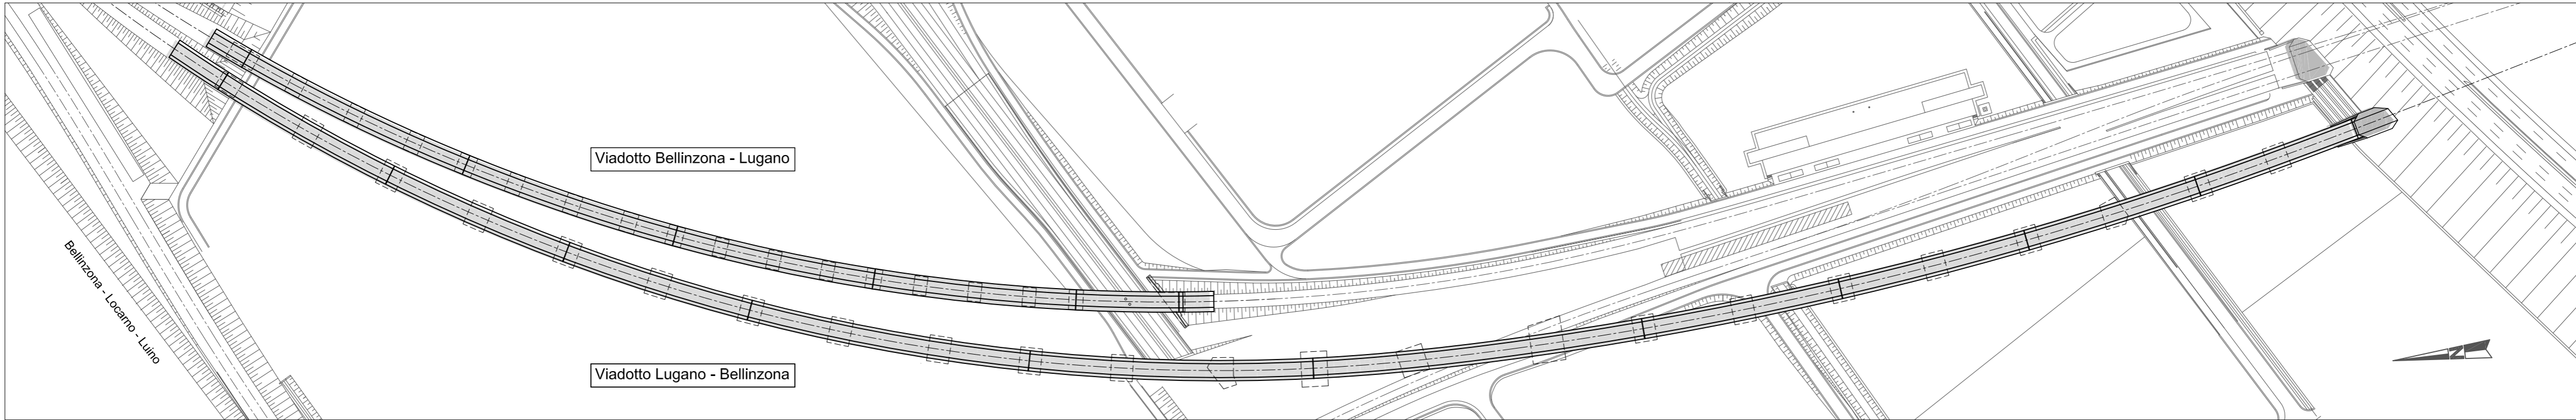 Viadotto Bellinzona - Lugano
Bellinzona - Locarno - Luino
Viadotto Lugano - Bellinzona
N